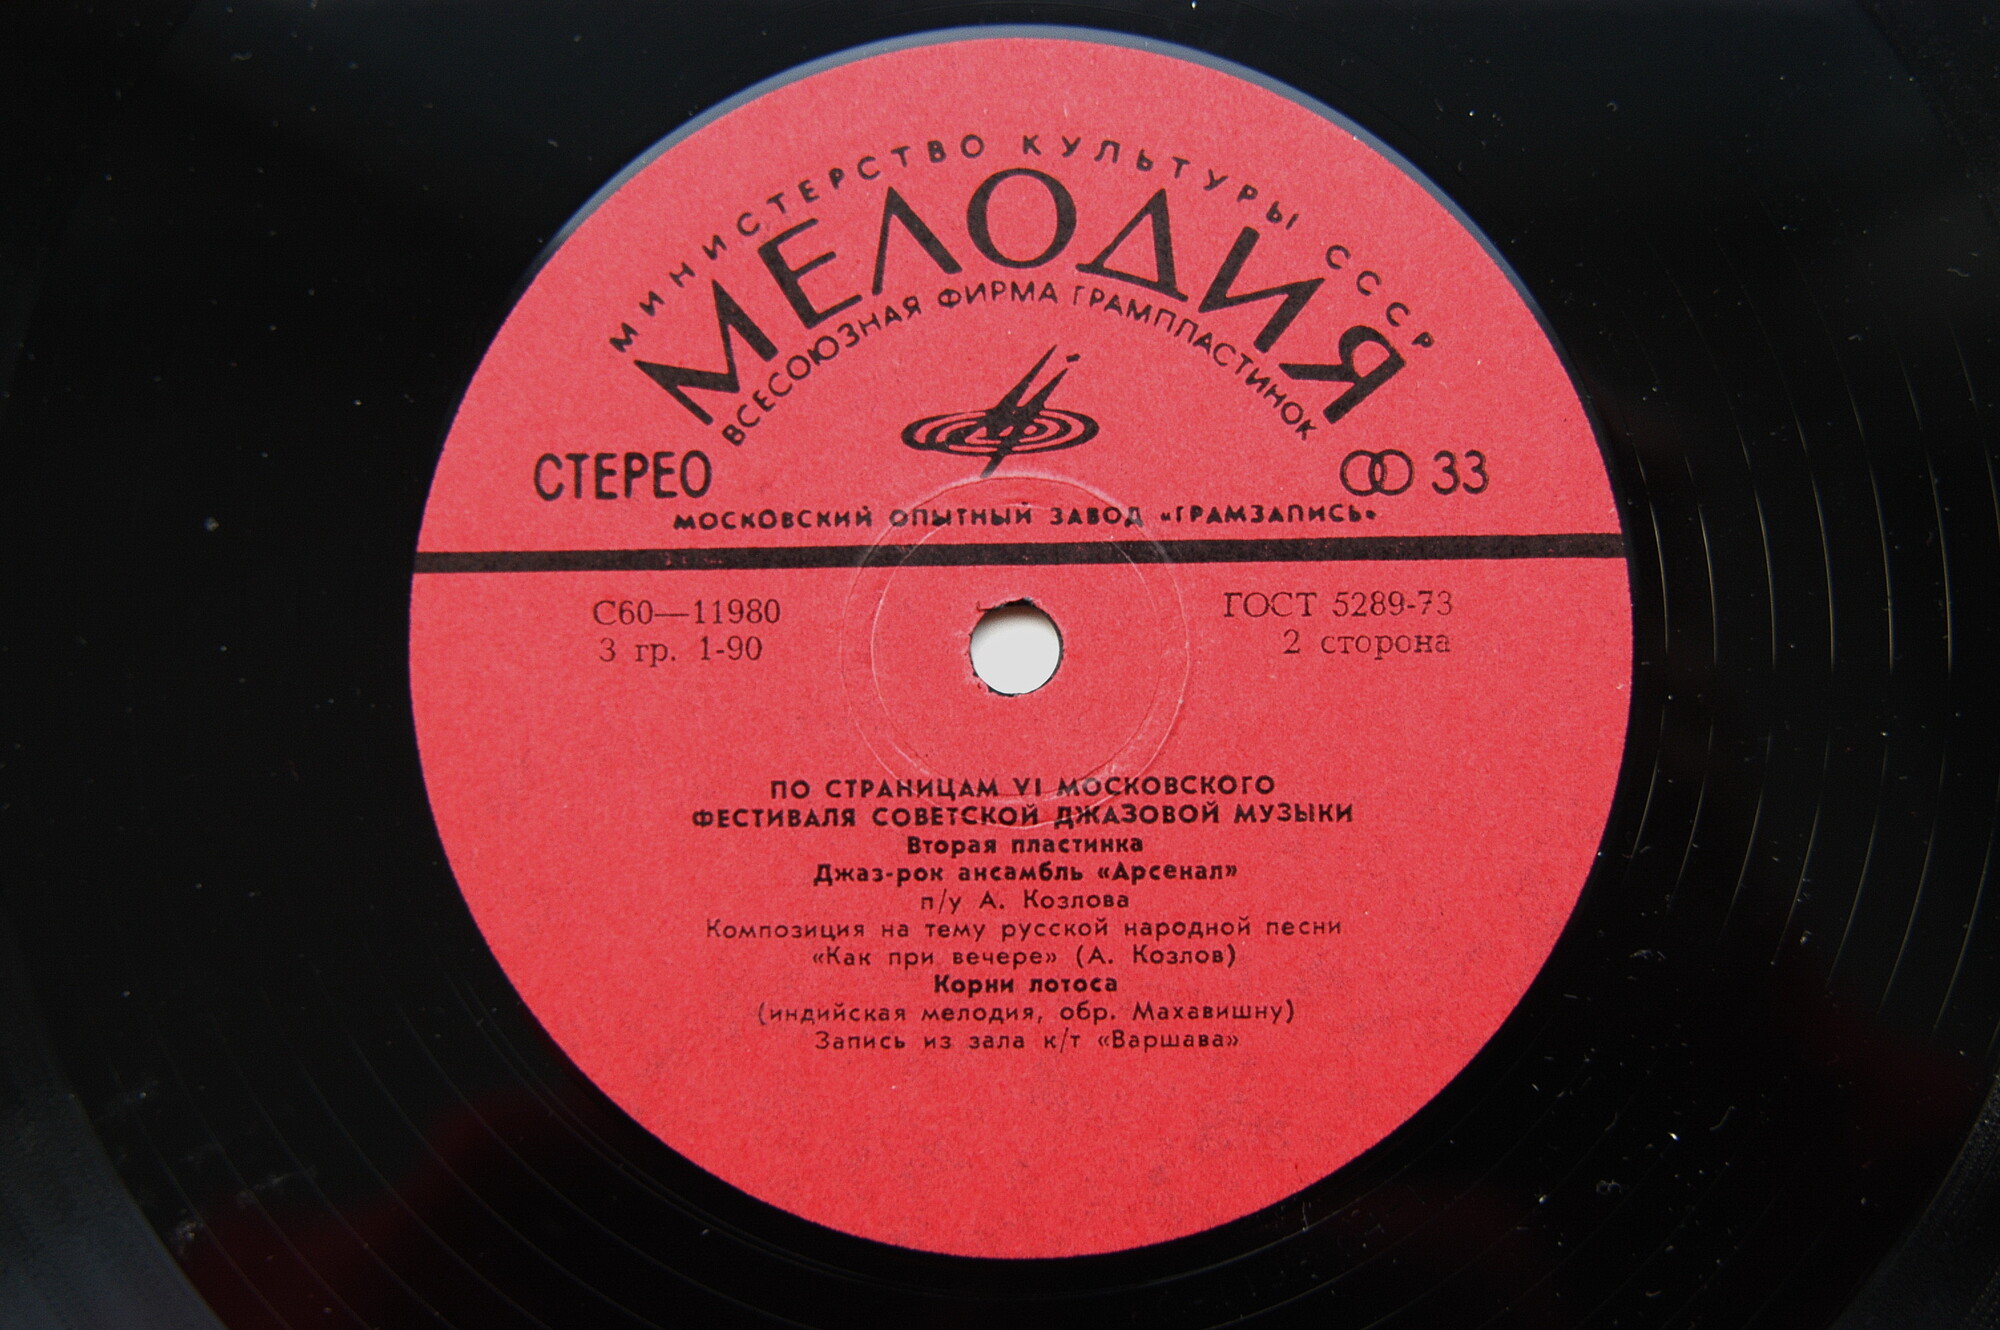 МИНИСТЕРСТВО КУЛЬТУРЫ СССР
МЕЛОДИЯ
ВСЕСОЮЗНАЯ ФИРМА ГРАМПЛАСТИНОК
СТЕРЕО
33
МОСКОВСКИЙ ОПЫТНЫЙ ЗАВОД «ГРАМЗАПИСЬ»
С60—11980
ГОСТ 5289-73
3 гр. 1-90
2 сторона
ПО СТРАНИЦАМ VI МОСКОВСКОГО
ФЕСТИВАЛЯ СОВЕТСКОЙ ДЖАЗОВОЙ МУЗЫКИ
Вторая пластинка
Джаз-рок ансамбль «Арсенал»
п/у А. Козлова
Композиция на тему русской народной песни
«Как при вечере» (А. Козлов)
Корни лотоса
(индийская мелодия, обр. Махавишну)
Запись из зала к/т «Варшава»